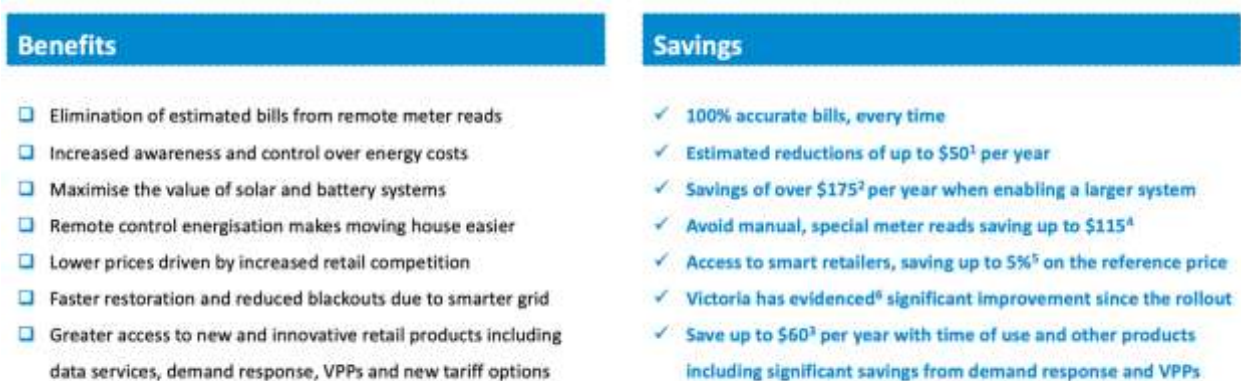 Benefits
Elimination of estimated bills from remote meter reads
Increased awareness and control over energy costs
Maximise the value of solar and battery systems
Remote control energisation makes moving house easier
Lower prices driven by increased retail competition
Faster restoration and reduced blackouts due to smarter grid
Greater access to new and innovative retail products including
data services, demand response, VPPs and new tariff options
Savings
100% accurate bills, every time
Estimated reductions of up to $50¹ per year
Savings of over $175² per year when enabling a larger system
Avoid manual, special meter reads saving up to $115⁴
Access to smart retailers, saving up to 5%⁵ on the reference price
Victoria has evidenced⁶ significant improvement since the rollout
Save up to $60³ per year with time of use and other products
including significant savings from demand response and VPPs